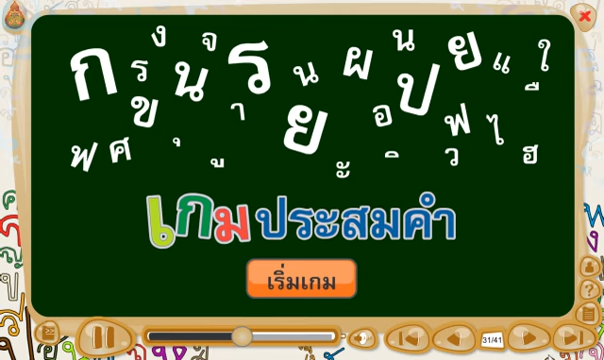 ง จ น ย ใ
ก ร น ร น ผ ป แ ื
ข า ย อ ฟ ไ
พ ศ ุ ู ะ ิ ว ฮ
เกมประสมคำ
เริ่มเกม
31/41